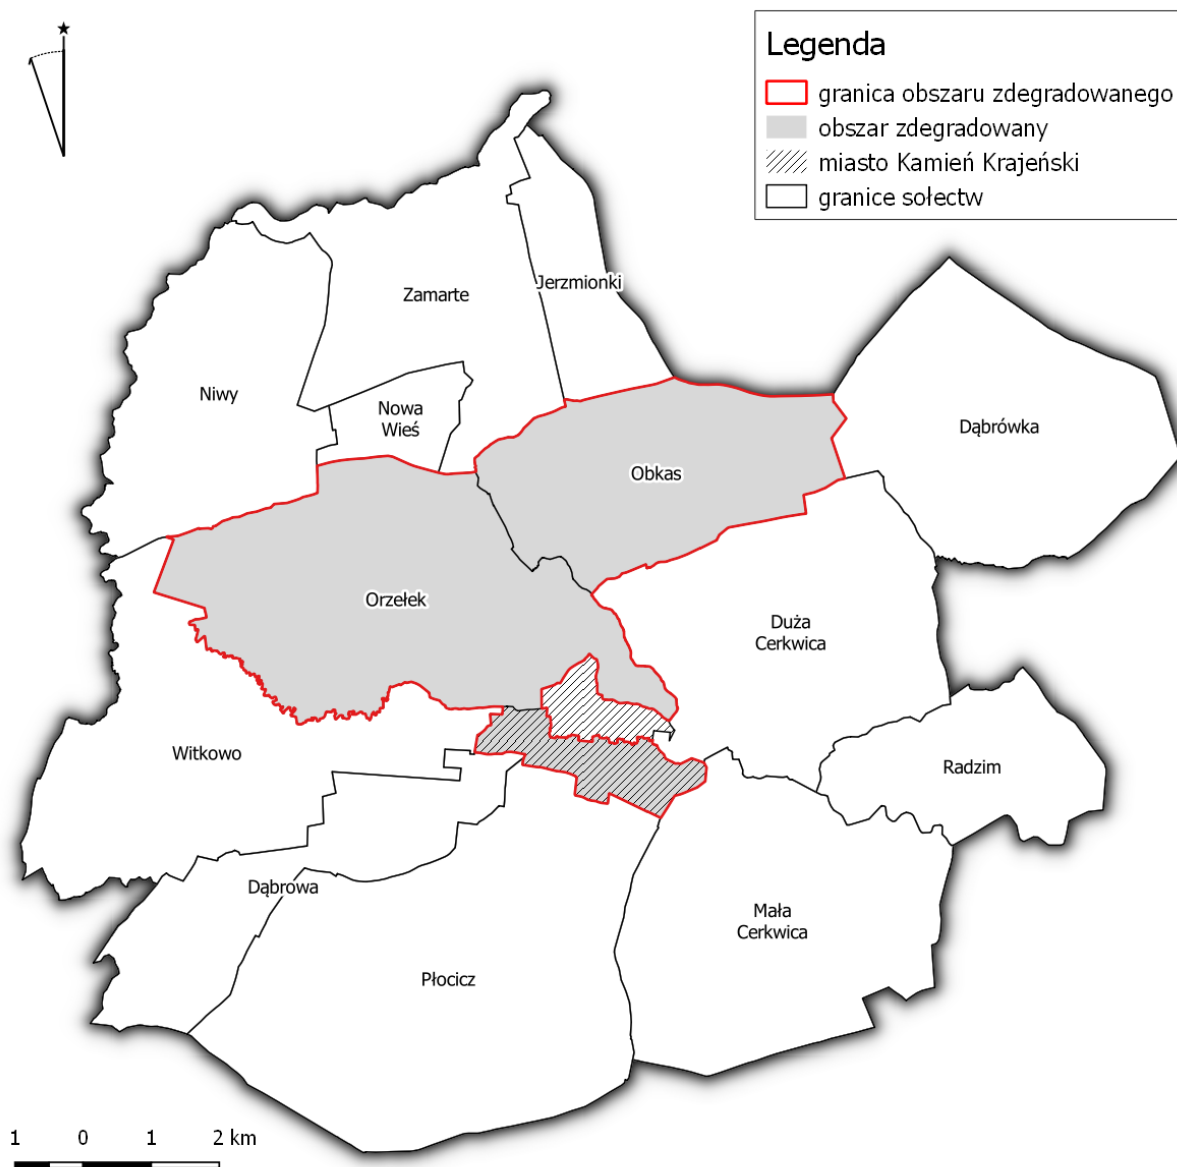 Legenda
granica obszaru zdegradowanego
obszar zdegradowany
miasto Kamień Krajeński
granice sołectw
Jerzmionki
Zamarte
Niwy
Nowa
Wieś
Dąbrówka
Obkas
Orzełek
Duża
Cerkwica
Witkowo
Radzim
Dąbrowa
Mała
Cerkwica
Płocicz
1 0 1 2 km